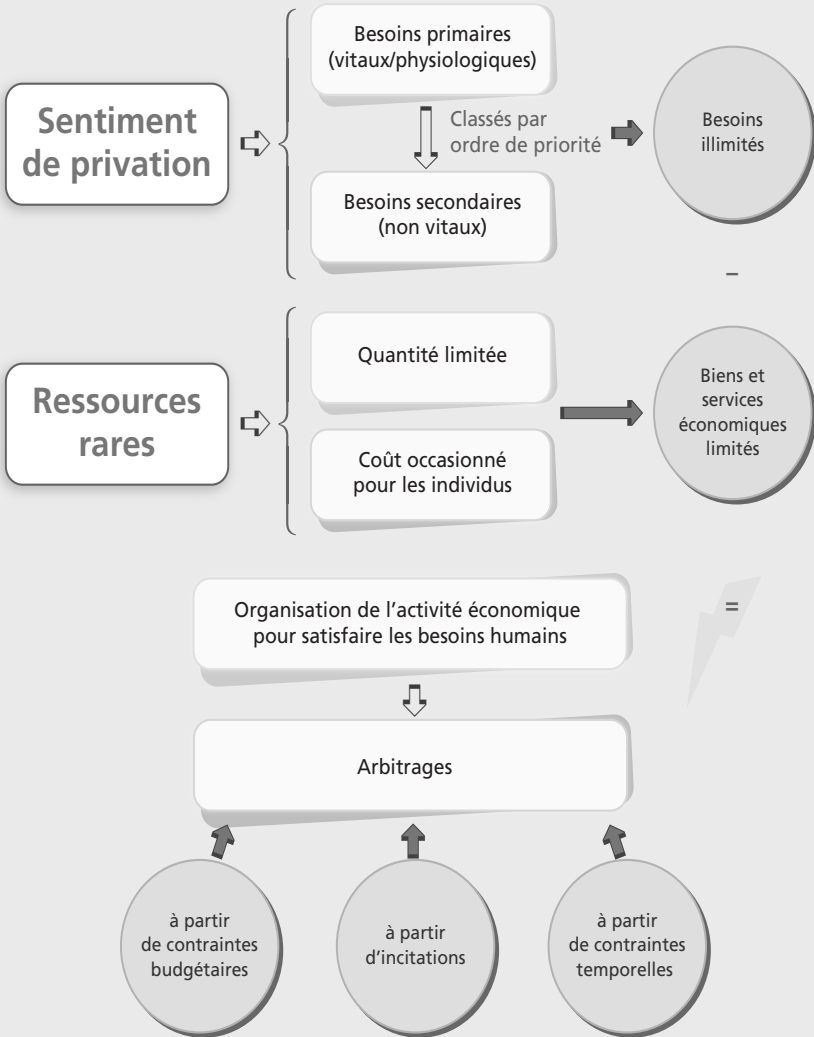 Sentiment
de privation
Besoins primaires
(vitaux/physiologiques)
Classés par
ordre de priorité
Besoins secondaires
(non vitaux)
Besoins
illimités
–
Ressources
rares
Quantité limitée
Coût occasionné
pour les individus
Biens et
services
économiques
limités
=
Organisation de l’activité économique
pour satisfaire les besoins humains
Arbitrages
à partir
de contraintes
budgétaires
à partir
d’incitations
à partir
de contraintes
temporelles